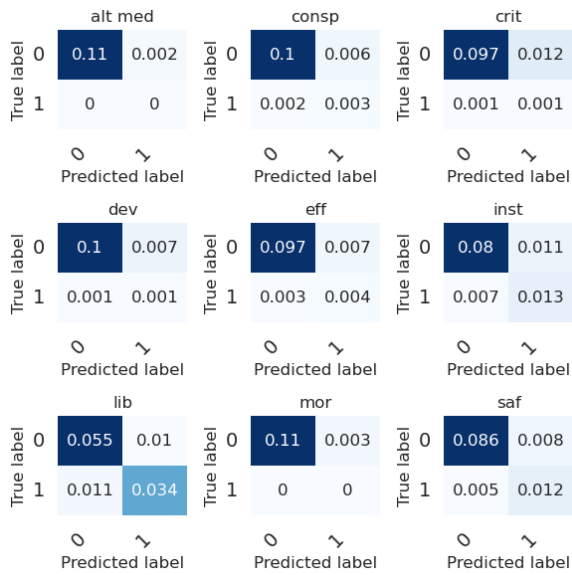 alt med consp crit
True label 0 0.11 0.002 True label 0 0.1 0.006 True label 0 0.097 0.012
1 0 0 1 0.002 0.003 1 0.001 0.001
0 1 0 1 0 1
Predicted label Predicted label Predicted label
dev eff inst
True label 0 0.1 0.007 True label 0 0.097 0.007 True label 0 0.08 0.011
1 0.001 0.001 1 0.003 0.004 1 0.007 0.013
0 1 0 1 0 1
Predicted label Predicted label Predicted label
lib mor saf
True label 0 0.055 0.01 True label 0 0.11 0.003 True label 0 0.086 0.008
1 0.011 0.034 1 0 0 1 0.005 0.012
0 1 0 1 0 1
Predicted label Predicted label Predicted label